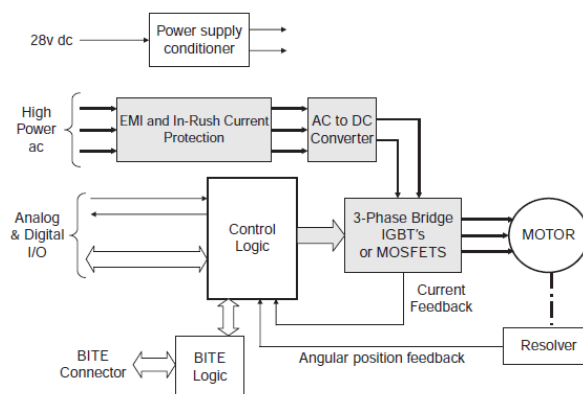 28v dc
Power supply
conditioner
High
Power
ac
EMI and In-Rush Current
Protection
AC to DC
Converter
Analog
& Digital
I/O
Control
Logic
3-Phase Bridge
IGBT's
or MOSFETS
MOTOR
Current
Feedback
BITE
Connector
BITE
Logic
Angular position feedback
Resolver